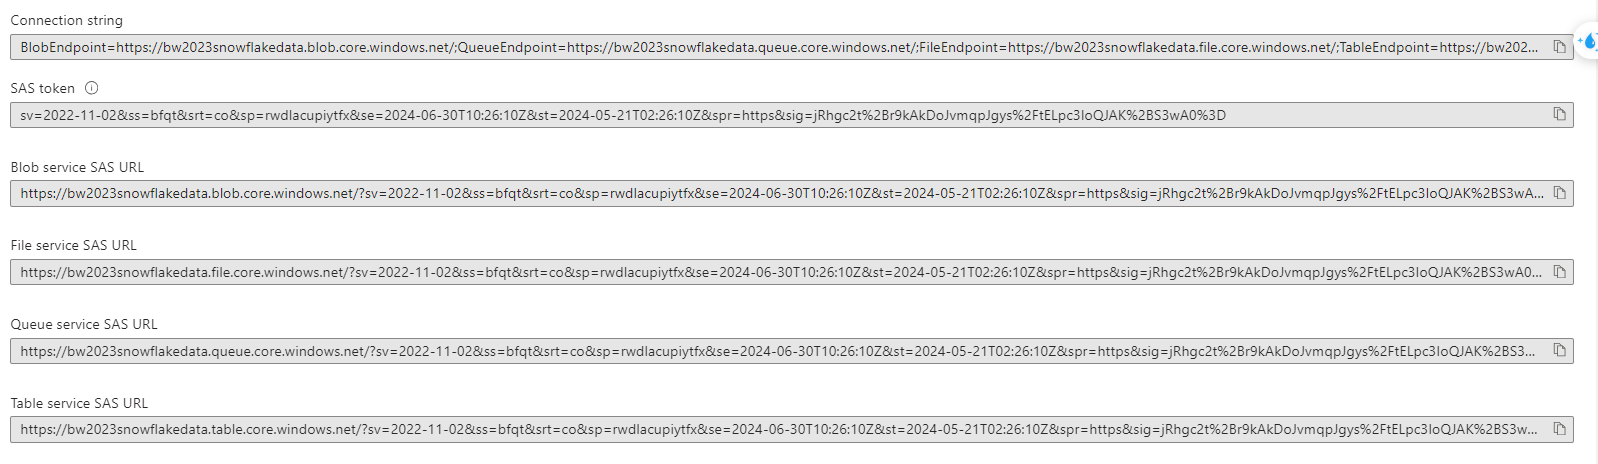 Connection string
BlobEndpoint=https://bw2023snowflakedata.blob.core.windows.net/;QueueEndpoint=https://bw2023snowflakedata.queue.core.windows.net/;FileEndpoint=https://bw2023snowflakedata.file.core.windows.net/;TableEndpoint=https://bw202...
SAS token
sv=2022-11-02&ss=bfqt&srt=co&sp=rwdlacupiytfx&se=2024-06-30T10:26:10Z&st=2024-05-21T02:26:10Z&spr=https&sig=jRhgc2t%2Br9kAkDoJvmqpJgys%2FtELpc3IoQJAK%2BS3wA0%3D
Blob service SAS URL
https://bw2023snowflakedata.blob.core.windows.net/?sv=2022-11-02&ss=bfqt&srt=co&sp=rwdlacupiytfx&se=2024-06-30T10:26:10Z&st=2024-05-21T02:26:10Z&spr=https&sig=jRhgc2t%2Br9kAkDoJvmqpJgys%2FtELpc3IoQJAK%2BS3wA...
File service SAS URL
https://bw2023snowflakedata.file.core.windows.net/?sv=2022-11-02&ss=bfqt&srt=co&sp=rwdlacupiytfx&se=2024-06-30T10:26:10Z&st=2024-05-21T02:26:10Z&spr=https&sig=jRhgc2t%2Br9kAkDoJvmqpJgys%2FtELpc3IoQJAK%2BS3wA0...
Queue service SAS URL
https://bw2023snowflakedata.queue.core.windows.net/?sv=2022-11-02&ss=bfqt&srt=co&sp=rwdlacupiytfx&se=2024-06-30T10:26:10Z&st=2024-05-21T02:26:10Z&spr=https&sig=jRhgc2t%2Br9kAkDoJvmqpJgys%2FtELpc3IoQJAK%2BS3...
Table service SAS URL
https://bw2023snowflakedata.table.core.windows.net/?sv=2022-11-02&ss=bfqt&srt=co&sp=rwdlacupiytfx&se=2024-06-30T10:26:10Z&st=2024-05-21T02:26:10Z&spr=https&sig=jRhgc2t%2Br9kAkDoJvmqpJgys%2FtELpc3IoQJAK%2BS3w...